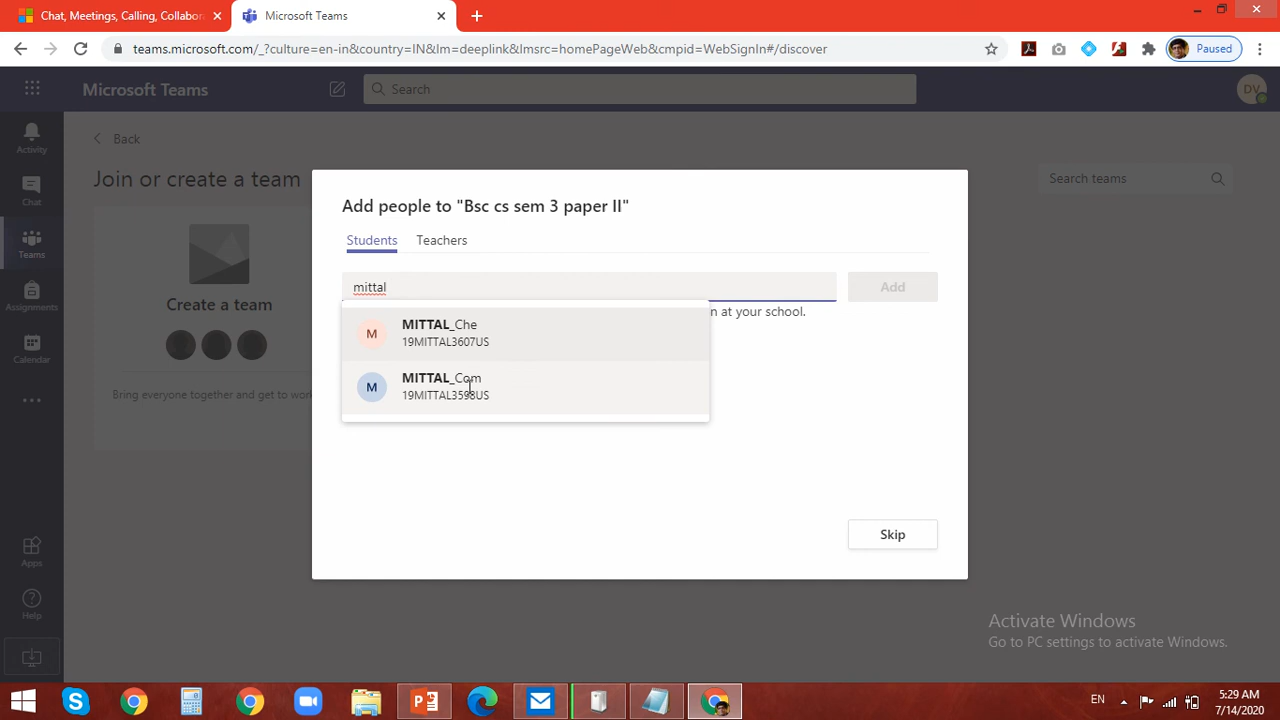 Chat, Meetings, Calling, Collabora
Microsoft Teams
teams.microsoft.com/_?culture=en-in&country=IN&lm=deeplink&lmsrc=homePageWeb&cmpid=WebSignIn#/discover
Paused
Microsoft Teams
Search
DV
Activity
Chat
Teams
Assignments
Calendar
Apps
Help
Back
Join or create a team
Search teams
Create a team
Bring everyone together and get to
Add people to "Bsc cs sem 3 paper II"
Students
Teachers
mittal
Add
n at your school.
M
MITTAL_Che
19MITTAL3607US
M
MITTAL_Com
19MITTAL3598US
Skip
Activate Windows
Go to PC settings to activate Windows.
EN
5:29 AM
7/14/2020